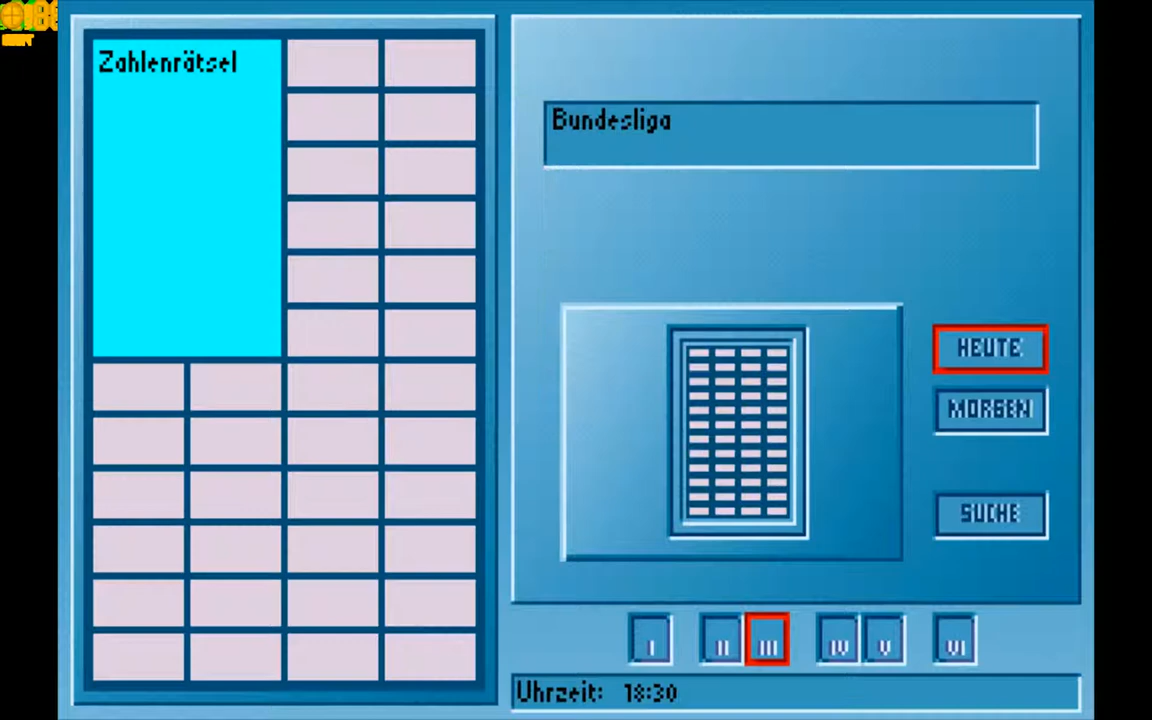 Zahlenrätsel
Bundesliga
HEUTE
MORGEN
SUCHE
I II III IV V VI
Uhrzeit: 18:30